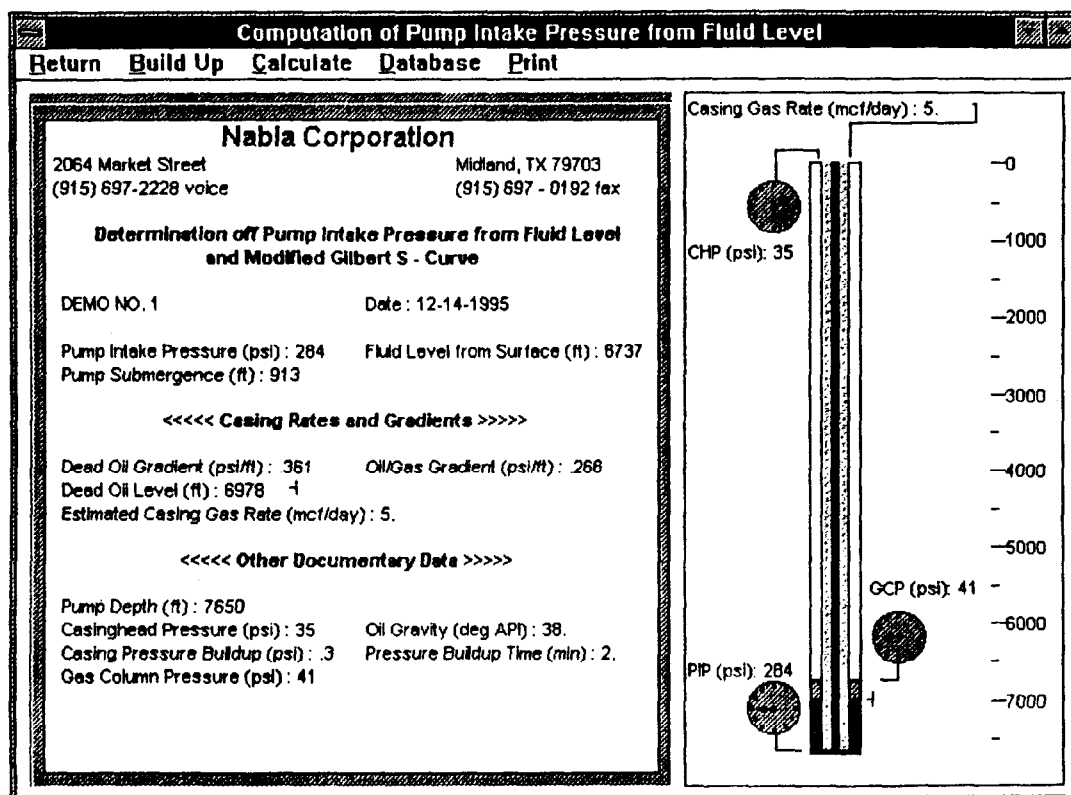 Computation of Pump Intake Pressure from Fluid Level
Return Build Up Calculate Database Print
Nabla Corporation
2064 Market Street Midland, TX 79703
(915) 697-2228 voice (915) 697 - 0192 fax
Determination off Pump Intake Pressure from Fluid Level
and Modified Gilbert S - Curve
DEMO NO. 1 Date : 12-14-1995
Pump Intake Pressure (psi) : 284 Fluid Level from Surface (ft) : 6737
Pump Submergence (ft) : 913
<<<<< Casing Rates and Gradients >>>>>
Dead Oil Gradient (psi/ft) : .361 Oil/Gas Gradient (psi/ft) : .266
Dead Oil Level (ft) : 6978
Estimated Casing Gas Rate (mcf/day) : 5.
<<<<< Other Documentary Data >>>>>
Pump Depth (ft) : 7650
Casinghead Pressure (psi) : 35 Oil Gravity (deg API) : 38.
Casing Pressure Buildup (psi) : .3 Pressure Buildup Time (min) : 2.
Gas Column Pressure (psi) : 41
Casing Gas Rate (mcf/day) : 5.
0
CHP (psi): 35
1000
2000
3000
4000
5000
GCP (psi): 41
6000
PIP (psi): 284
7000